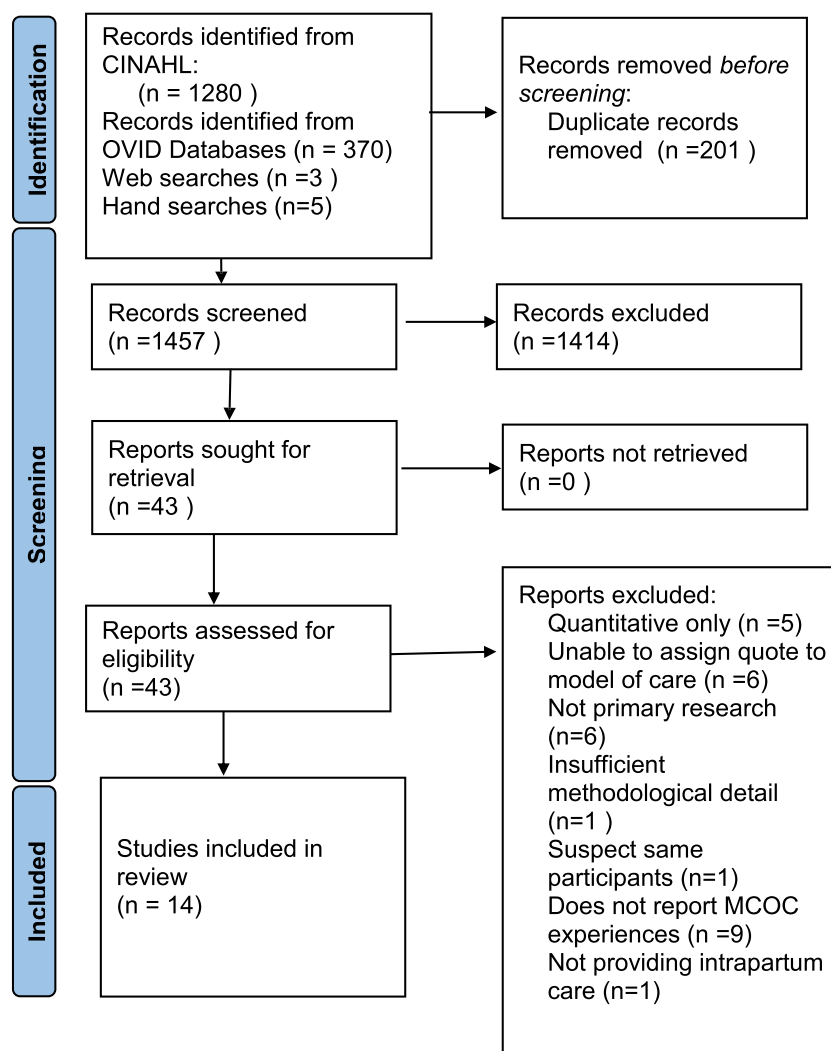 Identification
Records identified from
CINAHL:
(n = 1280 )
Records identified from
OVID Databases (n = 370)
Web searches (n =3 )
Hand searches (n=5)
Records removed before
screening:
Duplicate records
removed (n =201 )
Screening
Records screened
(n =1457 )
Records excluded
(n =1414)
Reports sought for
retrieval
(n =43 )
Reports not retrieved
(n =0 )
Reports assessed for
eligibility
(n =43)
Reports excluded:
Quantitative only (n =5)
Unable to assign quote to
model of care (n =6)
Not primary research
(n=6)
Insufficient
methodological detail
(n=1 )
Suspect same
participants (n=1)
Does not report MCOC
experiences (n =9)
Not providing intrapartum
care (n=1)
Included
Studies included in
review
(n = 14)